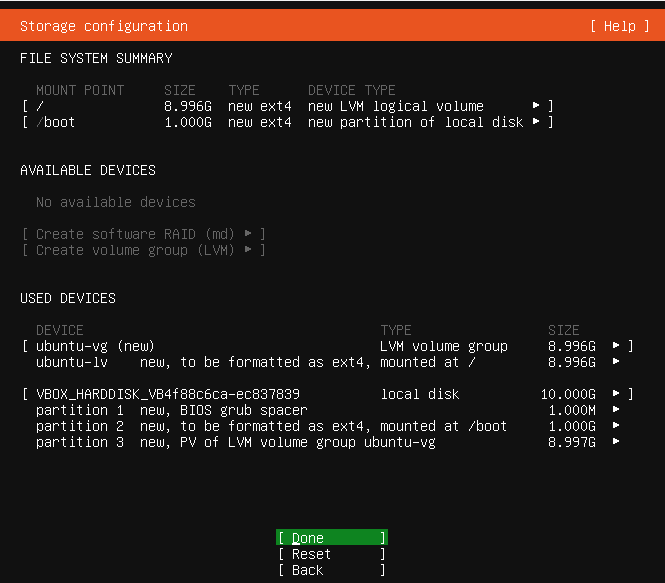 Storage configuration [ Help ]
FILE SYSTEM SUMMARY
MOUNT POINT SIZE TYPE DEVICE TYPE
[ / 8.996G new ext4 new LVM logical volume ▸ ]
[ /boot 1.000G new ext4 new partition of local disk ▸ ]
AVAILABLE DEVICES
No available devices
[ Create software RAID (md) ▸ ]
[ Create volume group (LVM) ▸ ]
USED DEVICES
DEVICE TYPE SIZE
[ ubuntu-vg (new) LVM volume group 8.996G ▸ ]
ubuntu-lv new, to be formatted as ext4, mounted at / 8.996G ▸
[ VBOX_HARDDISK_VB4f88c6ca-ec837839 local disk 10.000G ▸ ]
partition 1 new, BIOS grub spacer 1.000M ▸
partition 2 new, to be formatted as ext4, mounted at /boot 1.000G ▸
partition 3 new, PV of LVM volume group ubuntu-vg 8.997G ▸
[ Done ]
[ Reset ]
[ Back ]